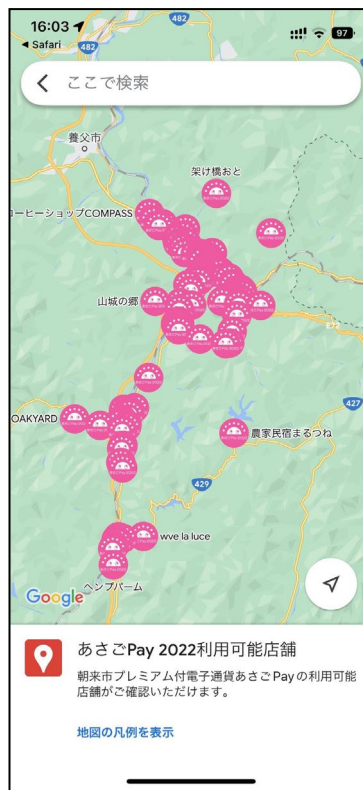 16:03
97
◀ Safari
482
482
ここで検索
養父市
架け橋おと
コーヒーショップCOMPASS
山城の郷
E72
OAKYARD
農家民宿まるつね
427
429
wve la luce
ヘンプバーム
Google
あさごPay 2022利用可能店舗
朝来市プレミアム付電子通貨あさごPayの利用可能
店舗がご確認いただけます。
地図の凡例を表示